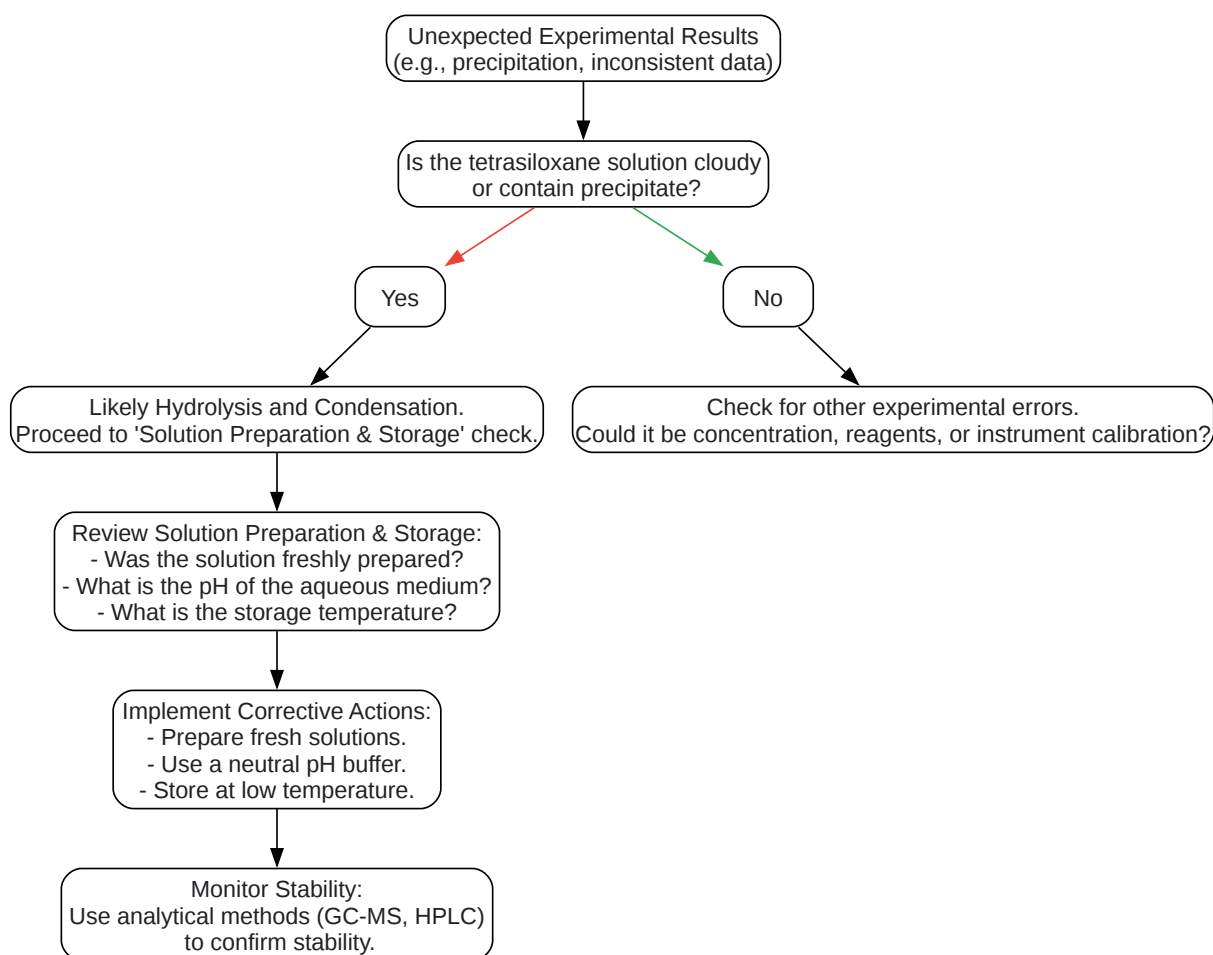 Unexpected Experimental Results
(e.g., precipitation, inconsistent data)
Is the tetrasiloxane solution cloudy
or contain precipitate?
Yes
No
Likely Hydrolysis and Condensation.
Proceed to 'Solution Preparation & Storage' check.
Check for other experimental errors.
Could it be concentration, reagents, or instrument calibration?
Review Solution Preparation & Storage:
- Was the solution freshly prepared?
- What is the pH of the aqueous medium?
- What is the storage temperature?
Implement Corrective Actions:
- Prepare fresh solutions.
- Use a neutral pH buffer.
- Store at low temperature.
Monitor Stability:
Use analytical methods (GC-MS, HPLC)
to confirm stability.